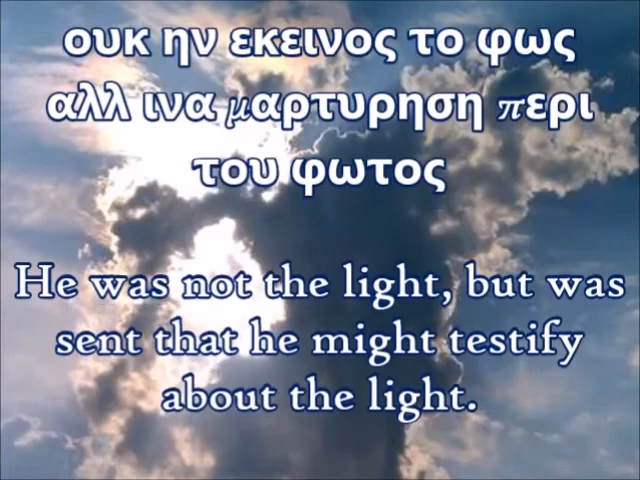 ουκ ην εκεινος το φως
αλλ ινα μαρτυρηση περι
του φωτος
He was not the light, but was
sent that he might testify
about the light.